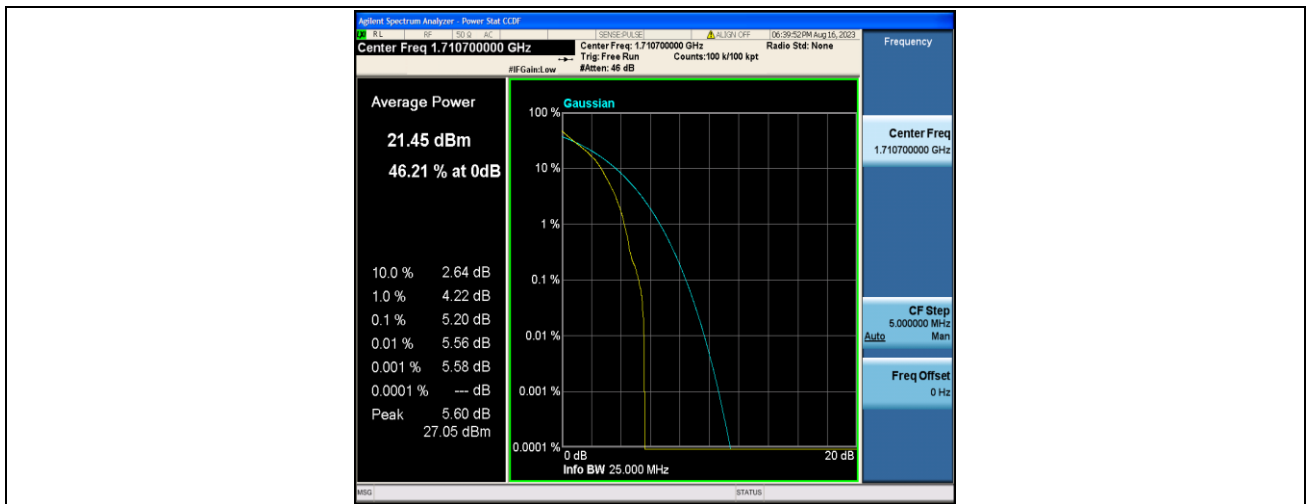 Agilent Spectrum Analyzer - Power Stat CCDF
RL RF 50 Ω AC SENSE:PULSE ALIGN OFF 06:39:52 PM Aug 16, 2023
Center Freq 1.710700000 GHz
Center Freq: 1.710700000 GHz Radio Std: None
Trig: Free Run Counts:100 k/100 kpt
#IFGain:Low #Atten: 46 dB
Average Power
21.45 dBm
46.21 % at 0dB
10.0 % 2.64 dB
1.0 % 4.22 dB
0.1 % 5.20 dB
0.01 % 5.56 dB
0.001 % 5.58 dB
0.0001 % --- dB
Peak 5.60 dB
27.05 dBm
Gaussian
100 %
10 %
1 %
0.1 %
0.01 %
0.001 %
0.0001 %
0 dB 20 dB
Info BW 25.000 MHz
Frequency
Center Freq
1.710700000 GHz
CF Step
5.000000 MHz
Auto Man
Freq Offset
0 Hz
MSG STATUS